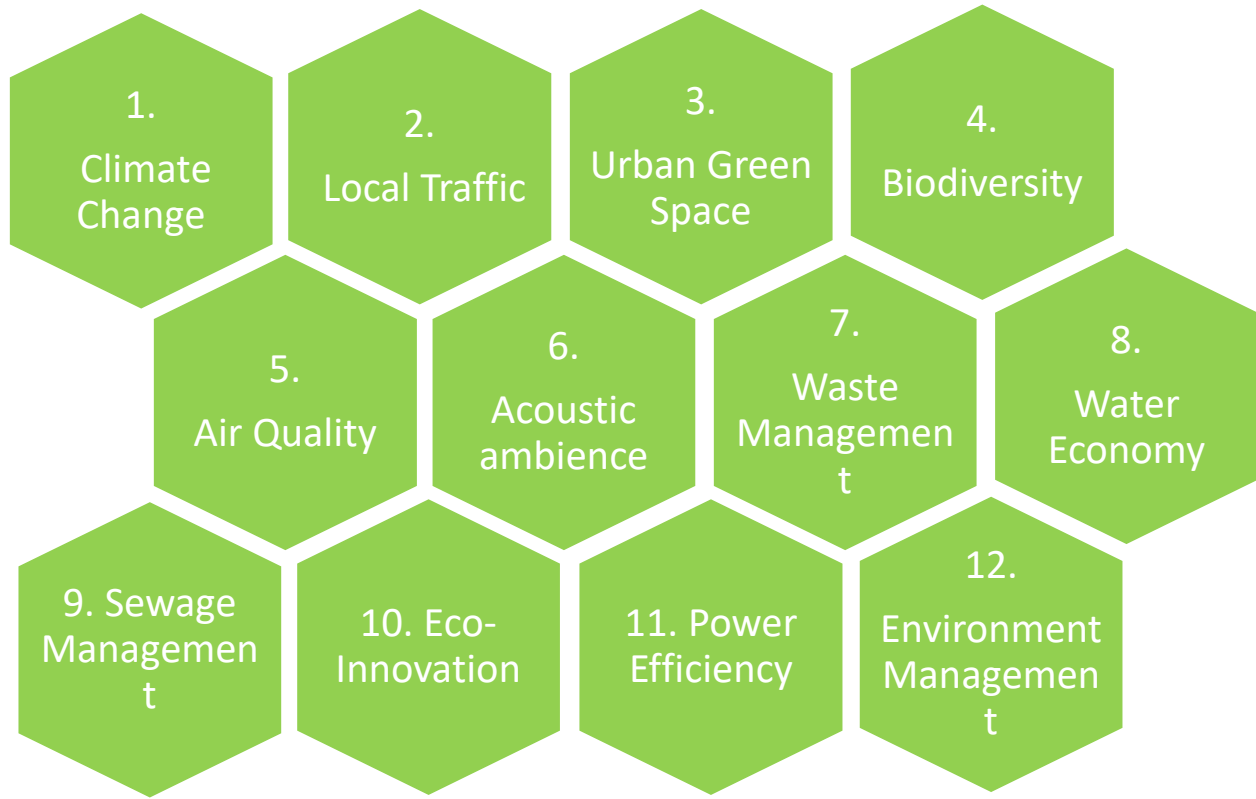 1.
Climate
Change
2.
Local Traffic
3.
Urban Green
Space
4.
Biodiversity
5.
Air Quality
6.
Acoustic
ambience
7.
Waste
Managemen
t
8.
Water
Economy
9. Sewage
Managemen
t
10. Eco-
Innovation
11. Power
Efficiency
12.
Environment
Managemen
t